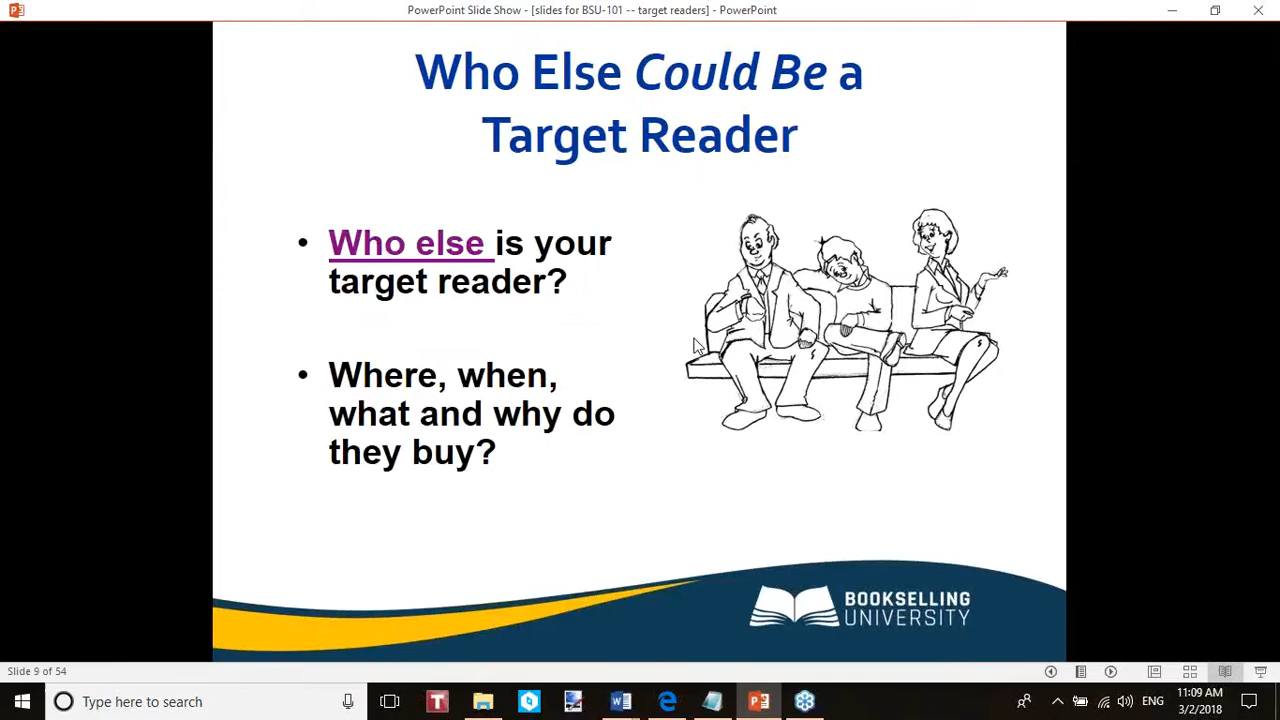 PowerPoint Slide Show - [slides for BSU-101 -- target readers] - PowerPoint
Who Else Could Be a
Target Reader
• Who else is your
target reader?
• Where, when,
what and why do
they buy?
BOOKSELLING
UNIVERSITY
Slide 9 of 54
Type here to search
ENG
11:09 AM
3/2/2018